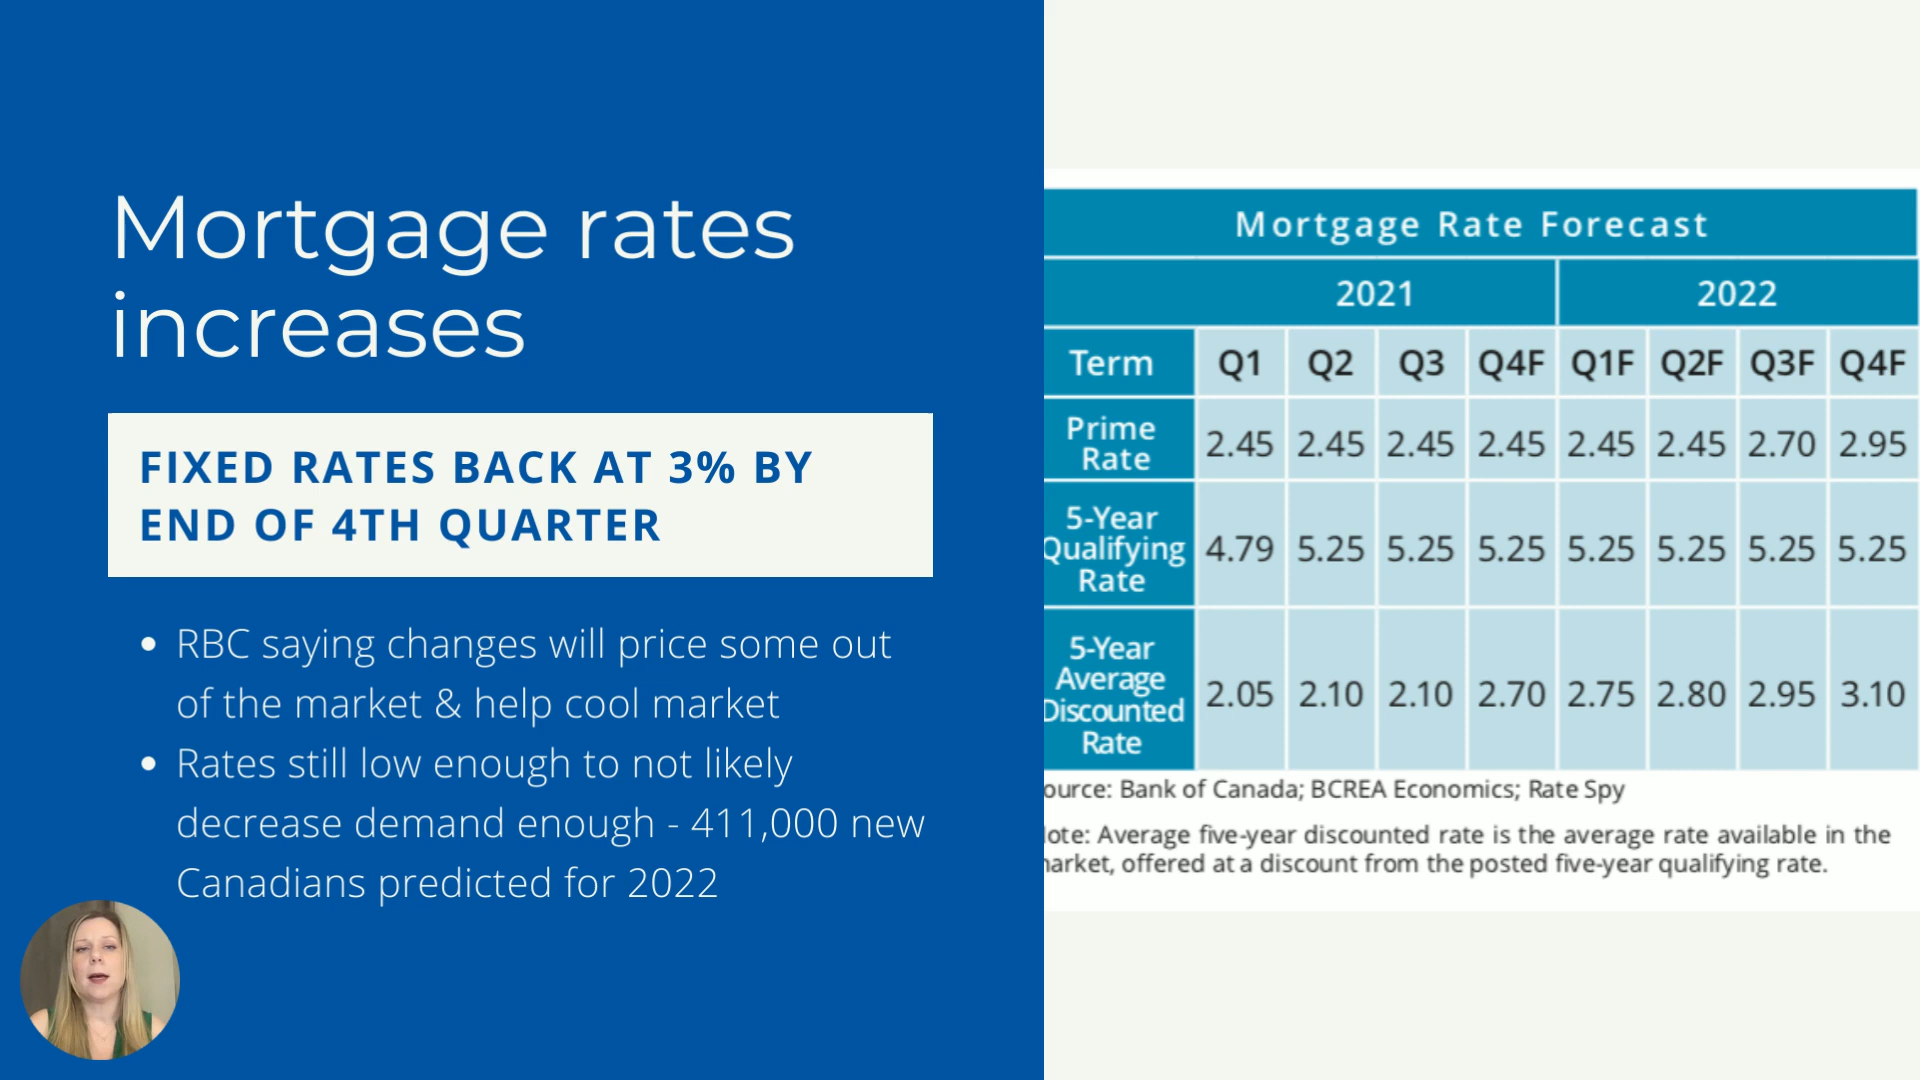 Mortgage rates
increases
FIXED RATES BACK AT 3% BY
END OF 4TH QUARTER
• RBC saying changes will price some out
of the market & help cool market
• Rates still low enough to not likely
decrease demand enough - 411,000 new
Canadians predicted for 2022
Mortgage Rate Forecast
2021 2022
Term Q1 Q2 Q3 Q4F Q1F Q2F Q3F Q4F
Prime
Rate
2.45 2.45 2.45 2.45 2.45 2.45 2.70 2.95
5-Year
Qualifying
Rate
4.79 5.25 5.25 5.25 5.25 5.25 5.25 5.25
5-Year
Average
Discounted
Rate
2.05 2.10 2.10 2.70 2.75 2.80 2.95 3.10
ource: Bank of Canada; BCREA Economics; Rate Spy
ote: Average five-year discounted rate is the average rate available in the
arket, offered at a discount from the posted five-year qualifying rate.